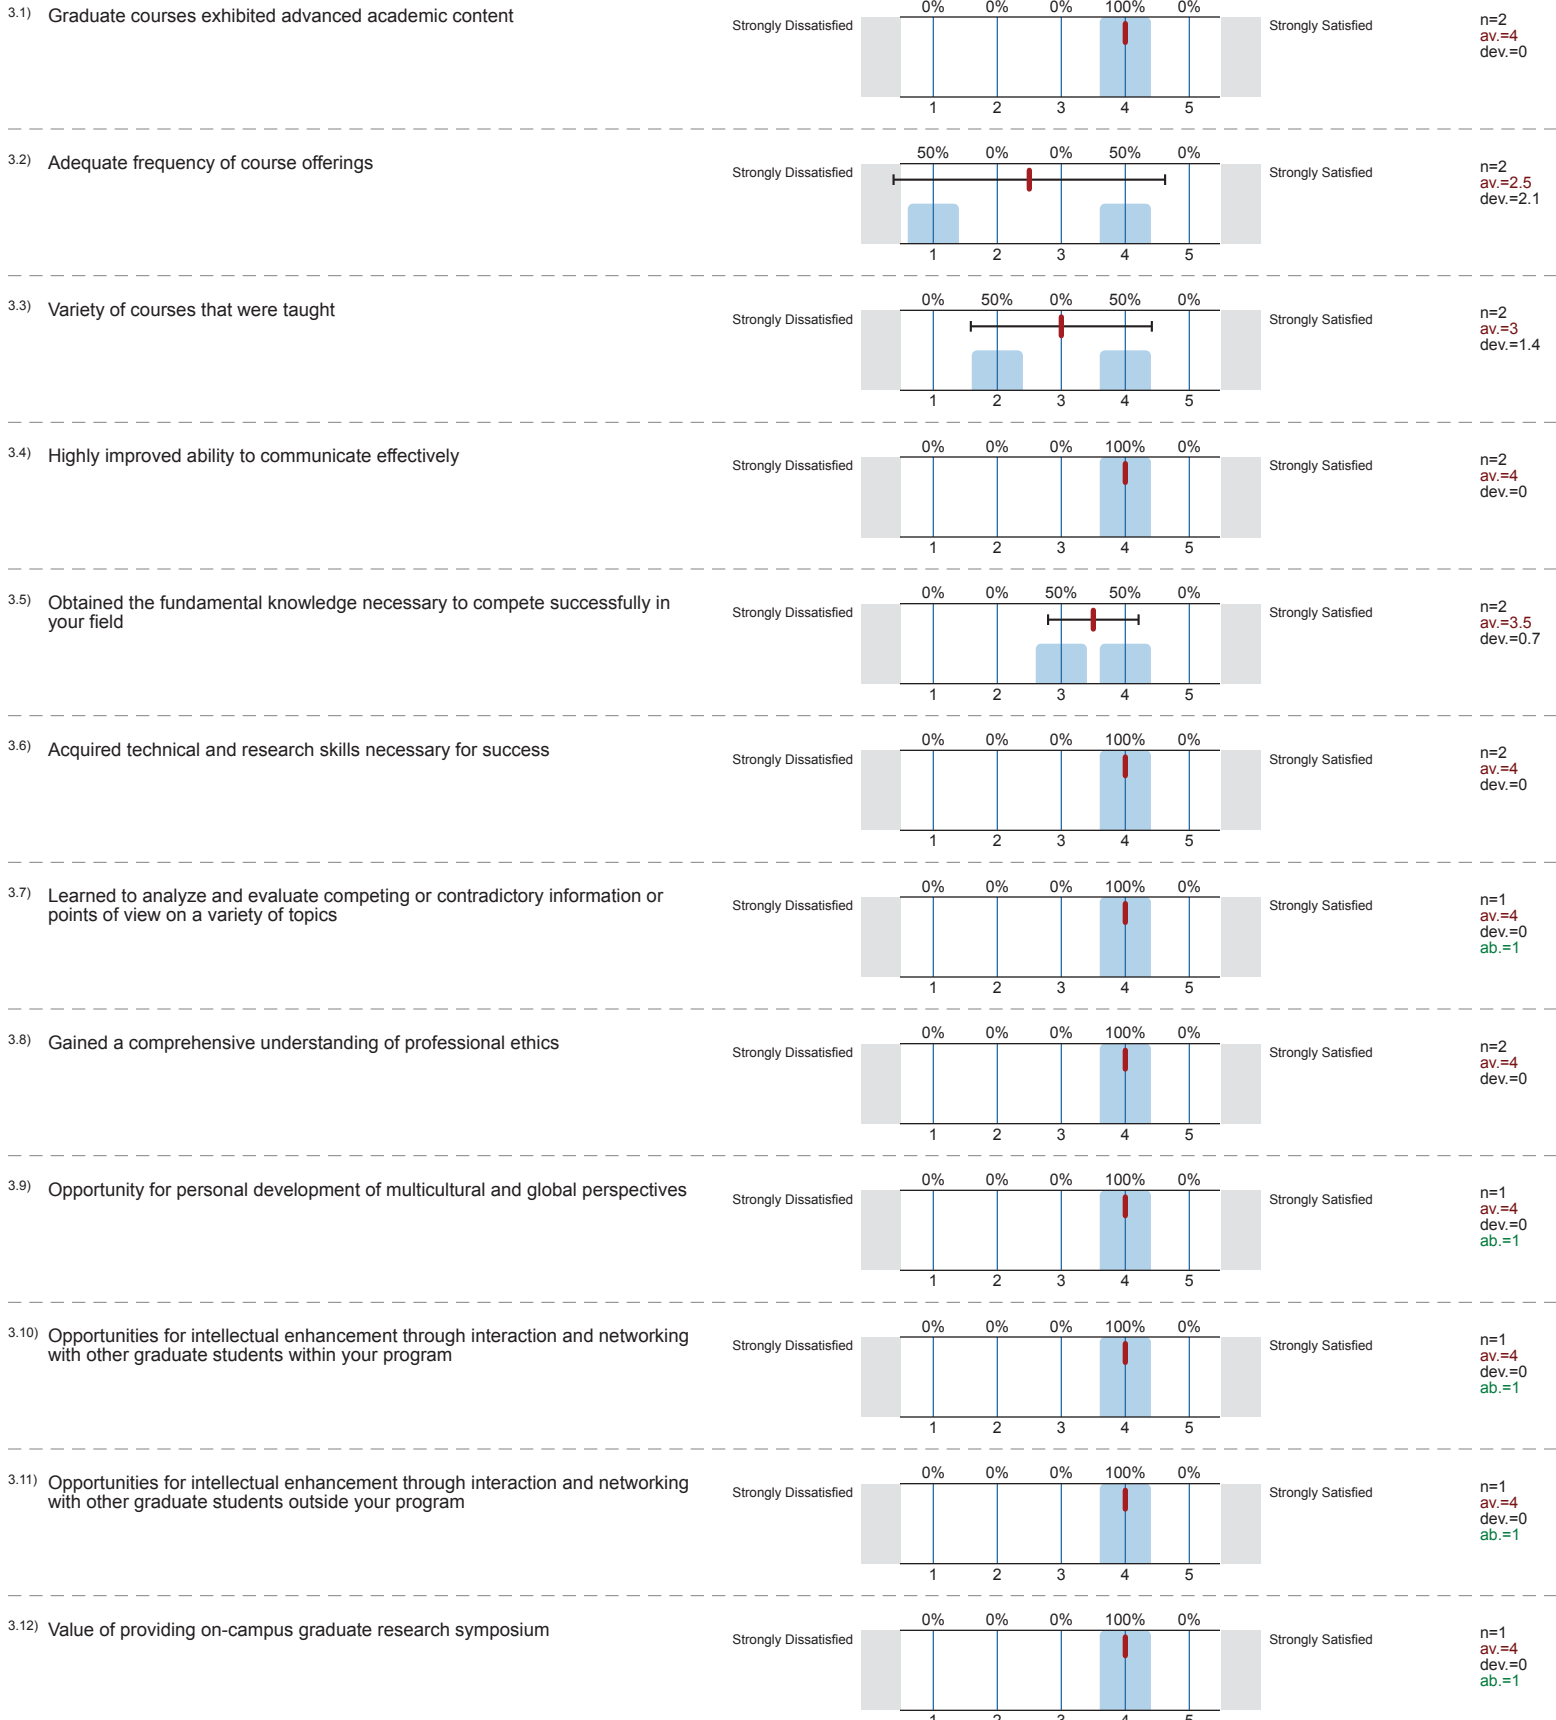 3.1) Graduate courses exhibited advanced academic content
0% 0% 0% 100% 0%
Strongly Dissatisfied Strongly Satisfied
n=2
av.=4
dev.=0
1 2 3 4 5
3.2) Adequate frequency of course offerings
50% 0% 0% 50% 0%
Strongly Dissatisfied Strongly Satisfied
n=2
av.=2.5
dev.=2.1
1 2 3 4 5
3.3) Variety of courses that were taught
0% 50% 0% 50% 0%
Strongly Dissatisfied Strongly Satisfied
n=2
av.=3
dev.=1.4
1 2 3 4 5
3.4) Highly improved ability to communicate effectively
0% 0% 0% 100% 0%
Strongly Dissatisfied Strongly Satisfied
n=2
av.=4
dev.=0
1 2 3 4 5
3.5) Obtained the fundamental knowledge necessary to compete successfully in
your field
0% 0% 50% 50% 0%
Strongly Dissatisfied Strongly Satisfied
n=2
av.=3.5
dev.=0.7
1 2 3 4 5
3.6) Acquired technical and research skills necessary for success
0% 0% 0% 100% 0%
Strongly Dissatisfied Strongly Satisfied
n=2
av.=4
dev.=0
1 2 3 4 5
3.7) Learned to analyze and evaluate competing or contradictory information or
points of view on a variety of topics
0% 0% 0% 100% 0%
Strongly Dissatisfied Strongly Satisfied
n=1
av.=4
dev.=0
ab.=1
1 2 3 4 5
3.8) Gained a comprehensive understanding of professional ethics
0% 0% 0% 100% 0%
Strongly Dissatisfied Strongly Satisfied
n=2
av.=4
dev.=0
1 2 3 4 5
3.9) Opportunity for personal development of multicultural and global perspectives
0% 0% 0% 100% 0%
Strongly Dissatisfied Strongly Satisfied
n=1
av.=4
dev.=0
ab.=1
1 2 3 4 5
3.10) Opportunities for intellectual enhancement through interaction and networking
with other graduate students within your program
0% 0% 0% 100% 0%
Strongly Dissatisfied Strongly Satisfied
n=1
av.=4
dev.=0
ab.=1
1 2 3 4 5
3.11) Opportunities for intellectual enhancement through interaction and networking
with other graduate students outside your program
0% 0% 0% 100% 0%
Strongly Dissatisfied Strongly Satisfied
n=1
av.=4
dev.=0
ab.=1
1 2 3 4 5
3.12) Value of providing on-campus graduate research symposium
0% 0% 0% 100% 0%
Strongly Dissatisfied Strongly Satisfied
n=1
av.=4
dev.=0
ab.=1
1 2 3 4 5